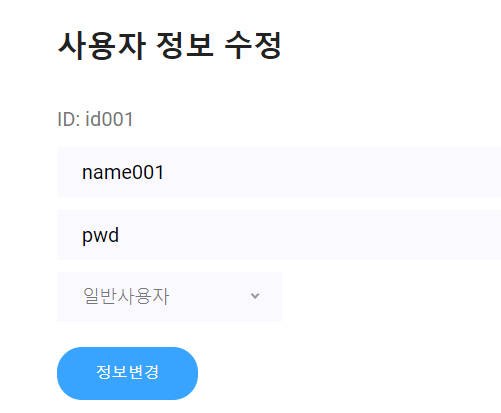 사용자 정보 수정
ID: id001
name001
pwd
일반사용자
정보변경